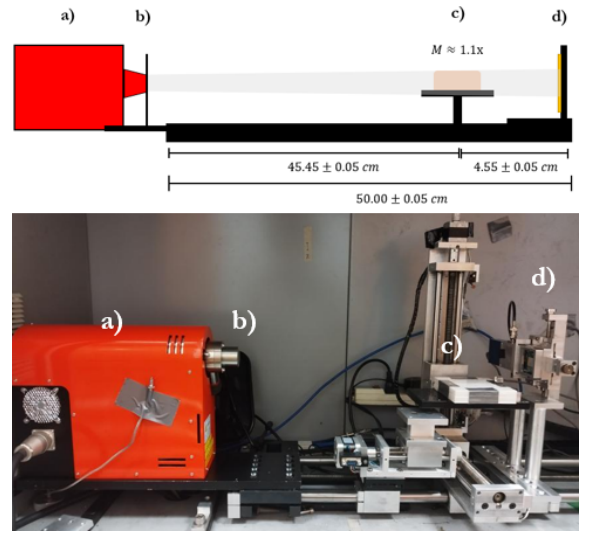 a) b) c) d)
M ≈ 1.1x
45.45 ± 0.05 cm 4.55 ± 0.05 cm
50.00 ± 0.05 cm
d)
a) b)
c)